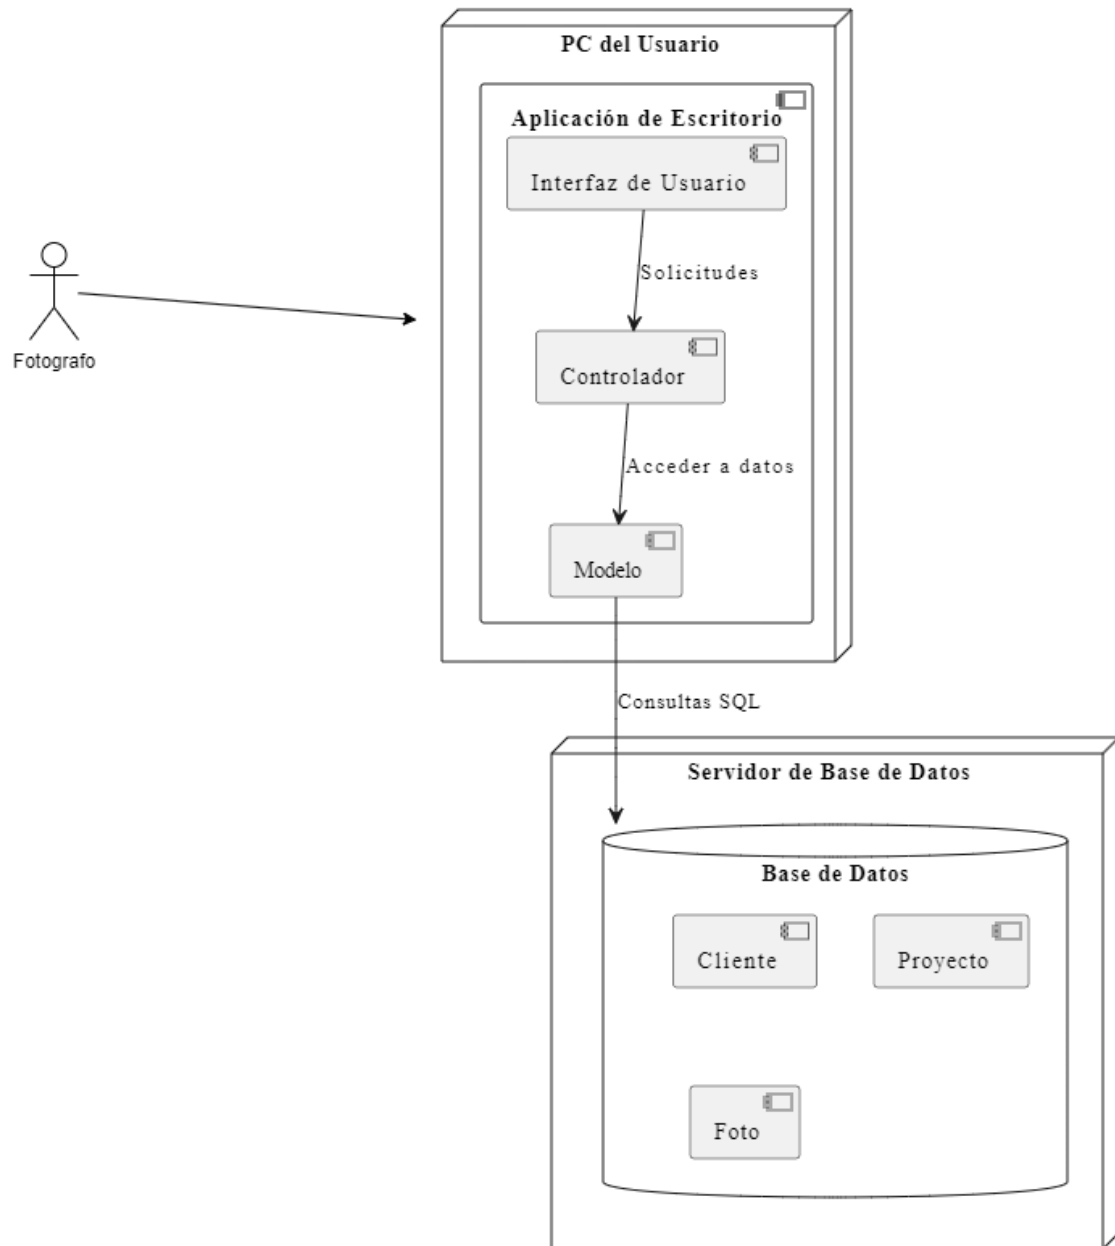 PC del Usuario
Aplicación de Escritorio
Interfaz de Usuario
Solicitudes
Fotografo
Controlador
Acceder a datos
Modelo
Consultas SQL
Servidor de Base de Datos
Base de Datos
Cliente
Proyecto
Foto